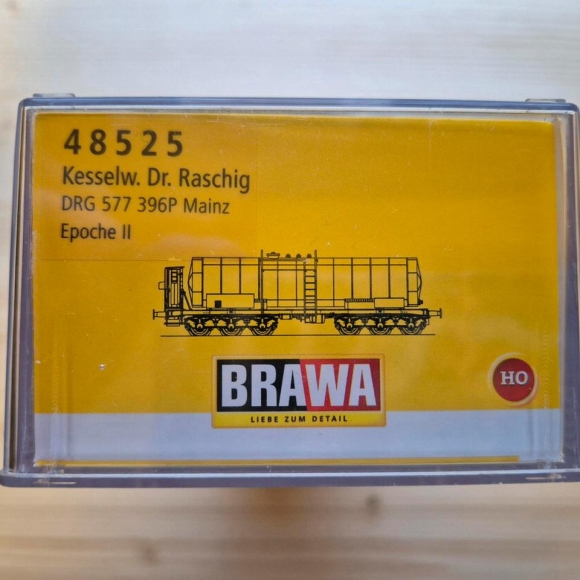 48525
Kesselw. Dr. Raschig
DRG 577 396P Mainz
Epoche II
BRAWA
LIEBE ZUM DETAIL
HO